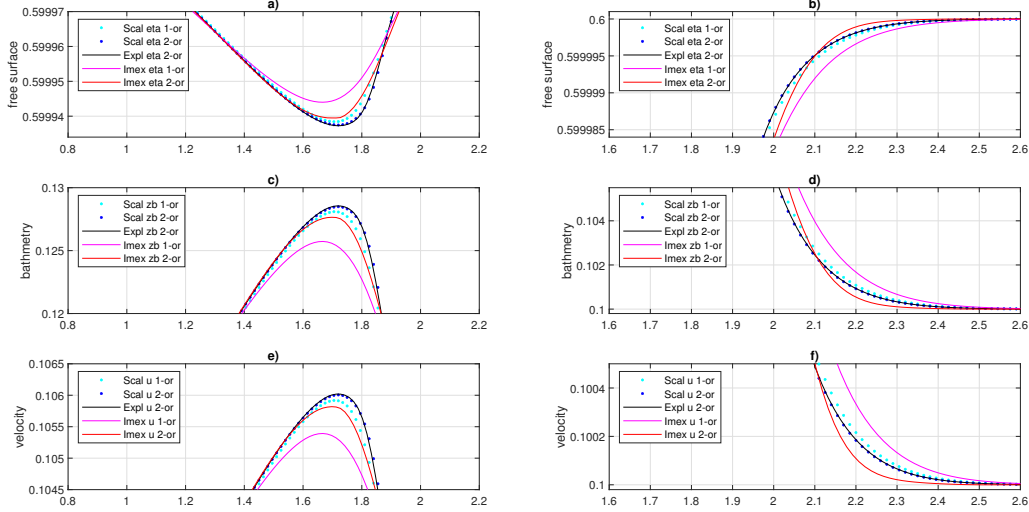 a)
free surface
0.59997
0.59996
0.59995
0.59994
Scal eta 1-or
Scal eta 2-or
Expl eta 2-or
Imex eta 1-or
Imex eta 2-or
0.8 1 1.2 1.4 1.6 1.8 2 2.2
b)
free surface
0.6
0.599995
0.59999
0.599985
Scal eta 1-or
Scal eta 2-or
Expl eta 2-or
Imex eta 1-or
Imex eta 2-or
1.6 1.7 1.8 1.9 2 2.1 2.2 2.3 2.4 2.5 2.6
c)
bathmetry
0.13
0.125
0.12
Scal zb 1-or
Scal zb 2-or
Expl zb 2-or
Imex zb 1-or
Imex zb 2-or
0.8 1 1.2 1.4 1.6 1.8 2 2.2
d)
bathmetry
0.104
0.102
0.1
Scal zb 1-or
Scal zb 2-or
Expl zb 2-or
Imex zb 1-or
Imex zb 2-or
1.6 1.7 1.8 1.9 2 2.1 2.2 2.3 2.4 2.5 2.6
e)
velocity
0.1065
0.106
0.1055
0.105
0.1045
Scal u 1-or
Scal u 2-or
Expl u 2-or
Imex u 1-or
Imex u 2-or
0.8 1 1.2 1.4 1.6 1.8 2 2.2
f)
velocity
0.1004
0.1002
0.1
Scal u 1-or
Scal u 2-or
Expl u 2-or
Imex u 1-or
Imex u 2-or
1.6 1.7 1.8 1.9 2 2.1 2.2 2.3 2.4 2.5 2.6